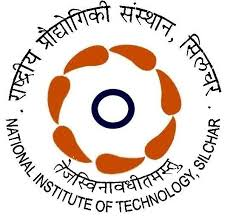 राष्ट्रीय प्रौद्योगिकी संस्थान, सिलचर
तेजस्विनावधीतमस्तु
NATIONAL INSTITUTE OF TECHNOLOGY, SILCHAR